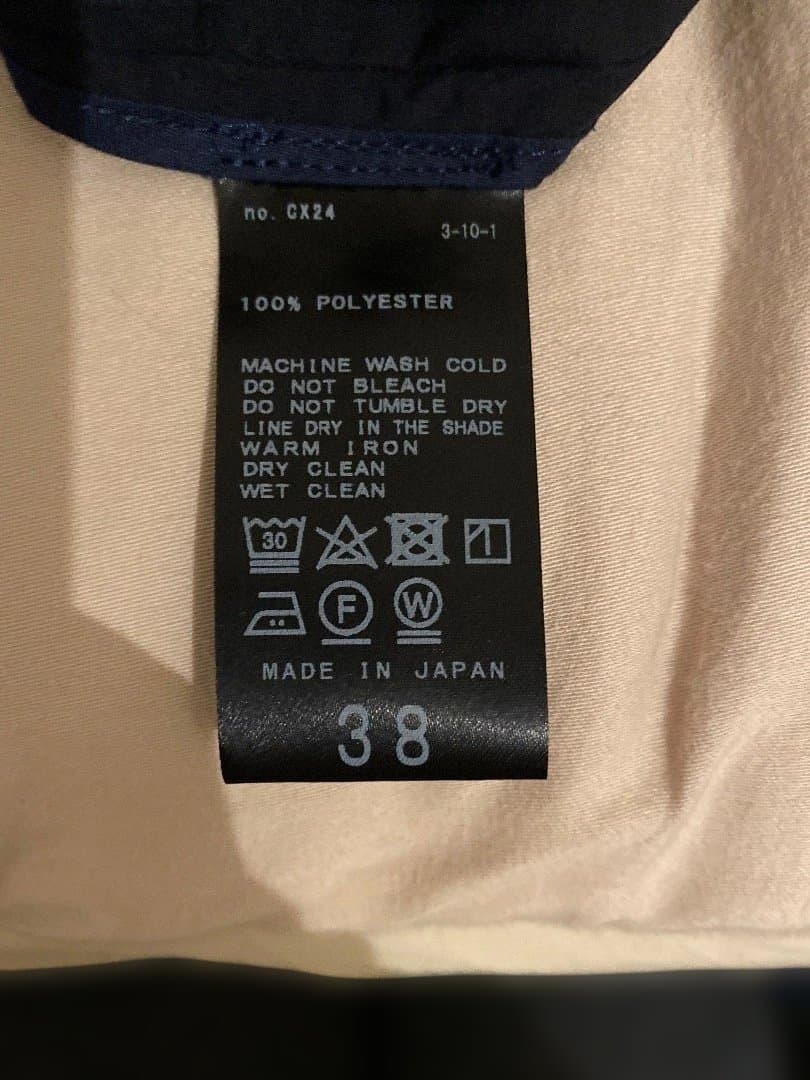 no. CX24
3-10-1
100% POLYESTER
MACHINE WASH COLD
DO NOT BLEACH
DO NOT TUMBLE DRY
LINE DRY IN THE SHADE
WARM IRON
DRY CLEAN
WET CLEAN
30
F W
MADE IN JAPAN
38